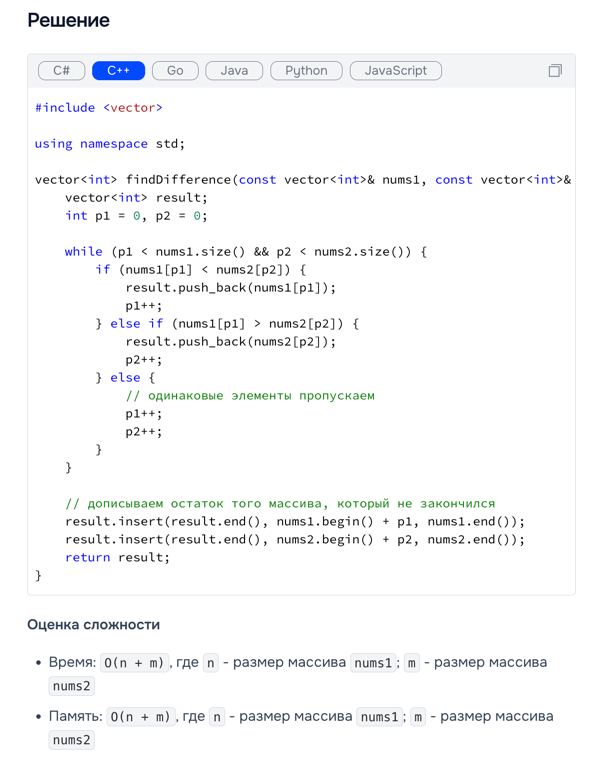 Решение
C# C++ Go Java Python JavaScript
#include <vector>
using namespace std;
vector<int> findDifference(const vector<int>& nums1, const vector<int>&
    vector<int> result;
    int p1 = 0, p2 = 0;
    while (p1 < nums1.size() && p2 < nums2.size()) {
        if (nums1[p1] < nums2[p2]) {
            result.push_back(nums1[p1]);
            p1++;
        } else if (nums1[p1] > nums2[p2]) {
            result.push_back(nums2[p2]);
            p2++;
        } else {
            // одинаковые элементы пропускаем
            p1++;
            p2++;
        }
    }
    // дописываем остаток того массива, который не закончился
    result.insert(result.end(), nums1.begin() + p1, nums1.end());
    result.insert(result.end(), nums2.begin() + p2, nums2.end());
    return result;
}
Оценка сложности
• Время: O(n + m), где n - размер массива nums1; m - размер массива
nums2
• Память: O(n + m), где n - размер массива nums1; m - размер массива
nums2